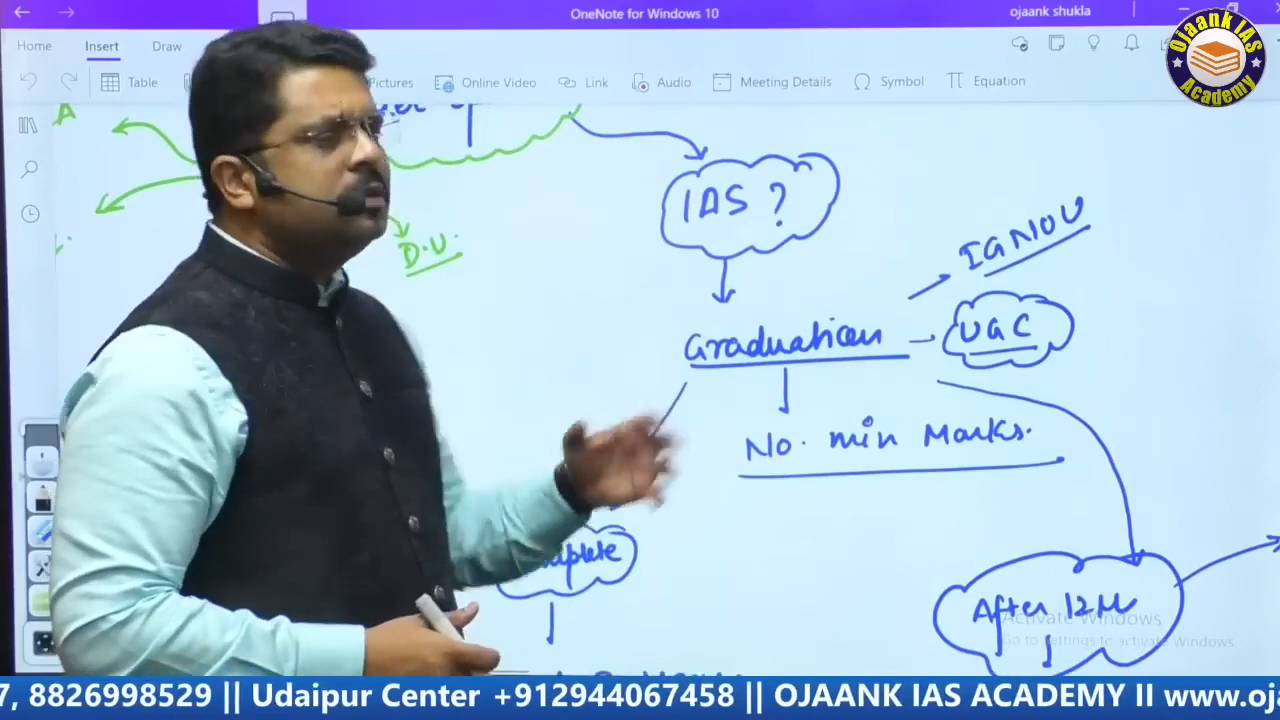 OneNote for Windows 10
ojaank shukla
Ojaank IAS
Academy
Home Insert Draw
Table Pictures Online Video Link Audio Meeting Details Symbol Equation
A
IAS ?
D.U.
IGNOU
Graduation
UGC
No. min Marks.
After 12th
Activate Windows
Go to Settings to activate Windows.
7, 8826998529 || Udaipur Center +912944067458 || OJAANK IAS ACADEMY II www.oj